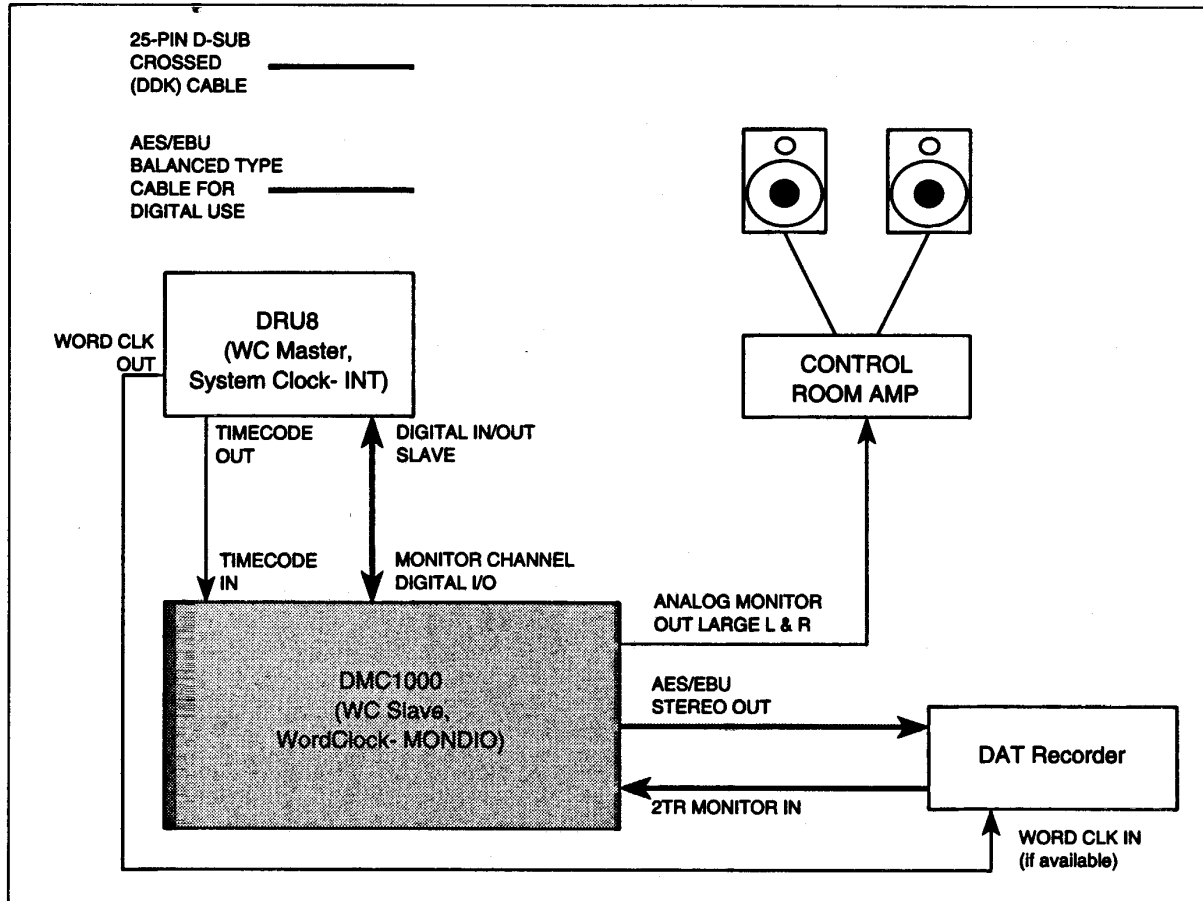 25-PIN D-SUB
CROSSED
(DDK) CABLE
AES/EBU
BALANCED TYPE
CABLE FOR
DIGITAL USE
DRU8
(WC Master,
System Clock- INT)
WORD CLK
OUT
CONTROL
ROOM AMP
TIMECODE
OUT
DIGITAL IN/OUT
SLAVE
TIMECODE
IN
MONITOR CHANNEL
DIGITAL I/O
ANALOG MONITOR
OUT LARGE L & R
DMC1000
(WC Slave,
WordClock- MONDIO)
AES/EBU
STEREO OUT
DAT Recorder
2TR MONITOR IN
WORD CLK IN
(if available)